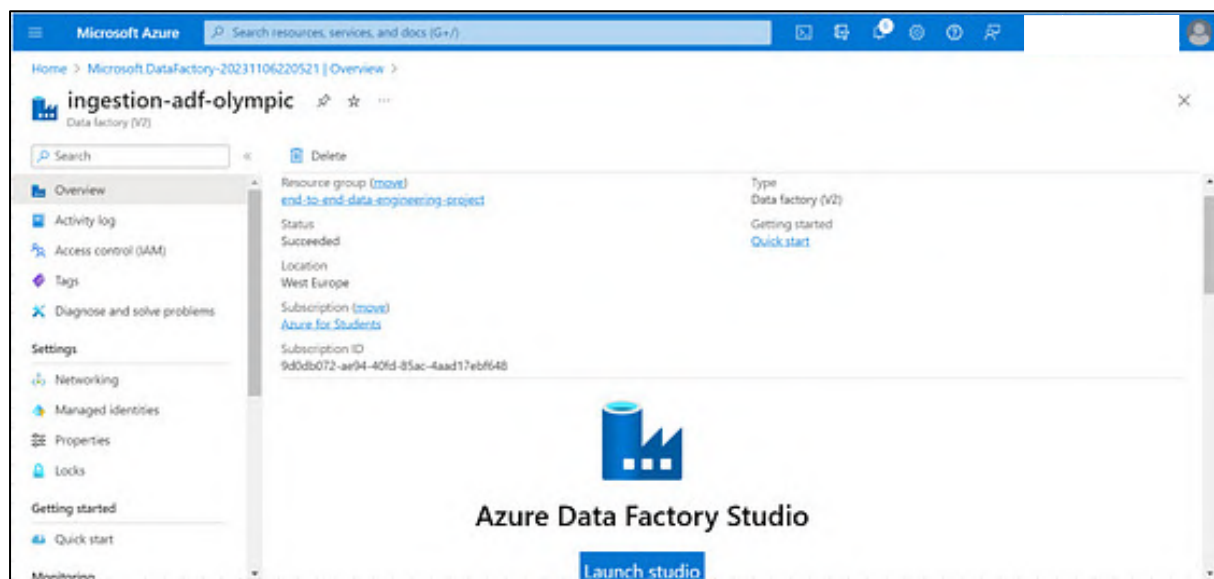 Microsoft Azure
Search resources, services, and docs (G+/)
Home > Microsoft.DataFactory-20231106220521 | Overview >
ingestion-adf-olympic
Data factory (V2)
Search
Delete
Overview
Activity log
Access control (IAM)
Tags
Diagnose and solve problems
Settings
Networking
Managed identities
Properties
Locks
Getting started
Quick start
Monitoring
Resource group (move)
end-to-end-data-engineering-project
Status
Succeeded
Location
West Europe
Subscription (move)
Azure for Students
Subscription ID
9d0db072-ae94-40fd-85ac-4aad17ebf648
Type
Data factory (V2)
Getting started
Quick start
Azure Data Factory Studio
Launch studio